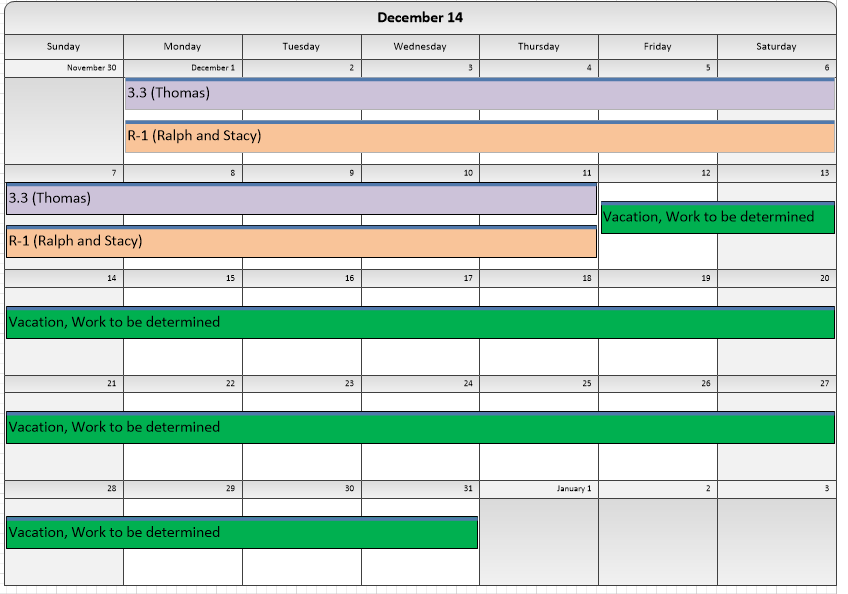 December 14
Sunday Monday Tuesday Wednesday Thursday Friday Saturday
November 30 December 1 2 3 4 5 6
3.3 (Thomas)
R-1 (Ralph and Stacy)
7 8 9 10 11 12 13
3.3 (Thomas)
Vacation, Work to be determined
R-1 (Ralph and Stacy)
14 15 16 17 18 19 20
Vacation, Work to be determined
21 22 23 24 25 26 27
Vacation, Work to be determined
28 29 30 31 January 1 2 3
Vacation, Work to be determined